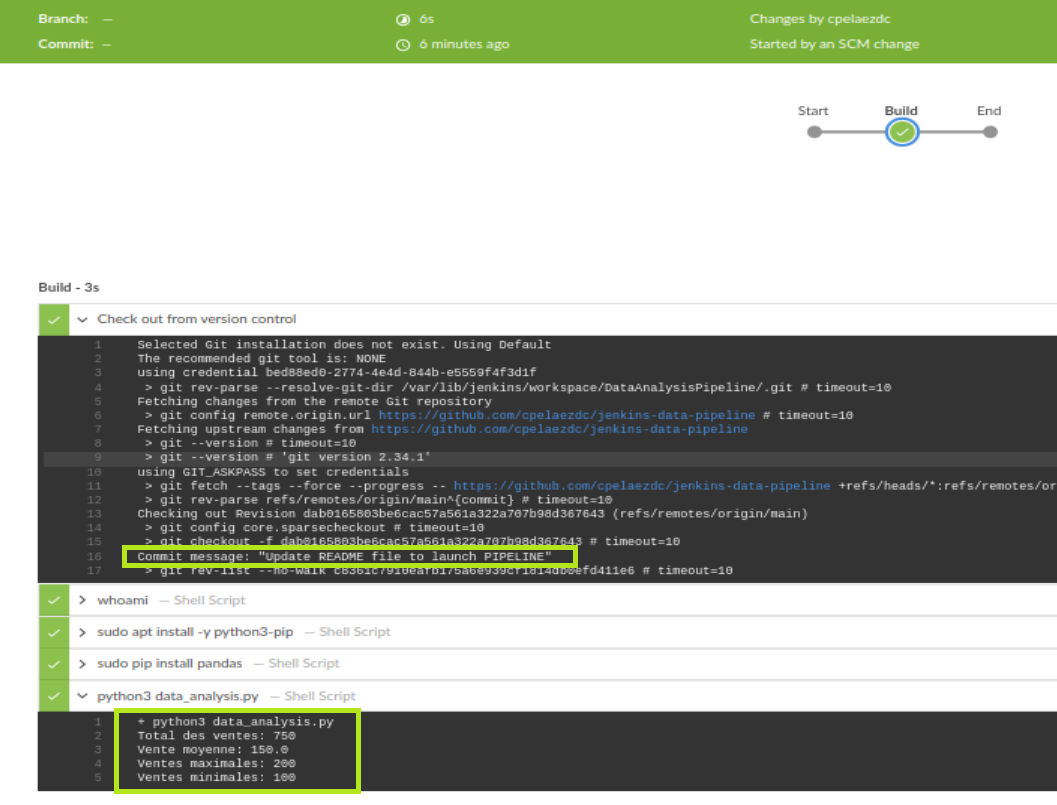 Branch: —
6s
Changes by cpelaezdc
Commit: —
6 minutes ago
Started by an SCM change
Start Build End
Build - 3s
Check out from version control
1 Selected Git installation does not exist. Using Default
2 The recommended git tool is: NONE
3 using credential bed88ed0-2774-4e4d-844b-e5559f4f3d1f
4 > git rev-parse --resolve-git-dir /var/lib/jenkins/workspace/DataAnalysisPipeline/.git # timeout=10
5 Fetching changes from the remote Git repository
6 > git config remote.origin.url https://github.com/cpelaezdc/jenkins-data-pipeline # timeout=10
7 Fetching upstream changes from https://github.com/cpelaezdc/jenkins-data-pipeline
8 > git --version # timeout=10
9 > git --version # 'git version 2.34.1'
10 using GIT_ASKPASS to set credentials
11 > git fetch --tags --force --progress -- https://github.com/cpelaezdc/jenkins-data-pipeline +refs/heads/*:refs/remotes/or
12 > git rev-parse refs/remotes/origin/main^{commit} # timeout=10
13 Checking out Revision dab0165803be6cac57a561a322a707b98d367643 (refs/remotes/origin/main)
14 > git config core.sparsecheckout # timeout=10
15 > git checkout -f dab0165803be6cac57a561a322a707b98d367643 # timeout=10
16 Commit message: "Update README file to launch PIPELINE"
17 > git rev-list --no-walk # timeout=10
whoami — Shell Script
sudo apt install -y python3-pip — Shell Script
sudo pip install pandas — Shell Script
python3 data_analysis.py — Shell Script
1 + python3 data_analysis.py
2 Total des ventes: 750
3 Vente moyenne: 150.0
4 Ventes maximales: 200
5 Ventes minimales: 100